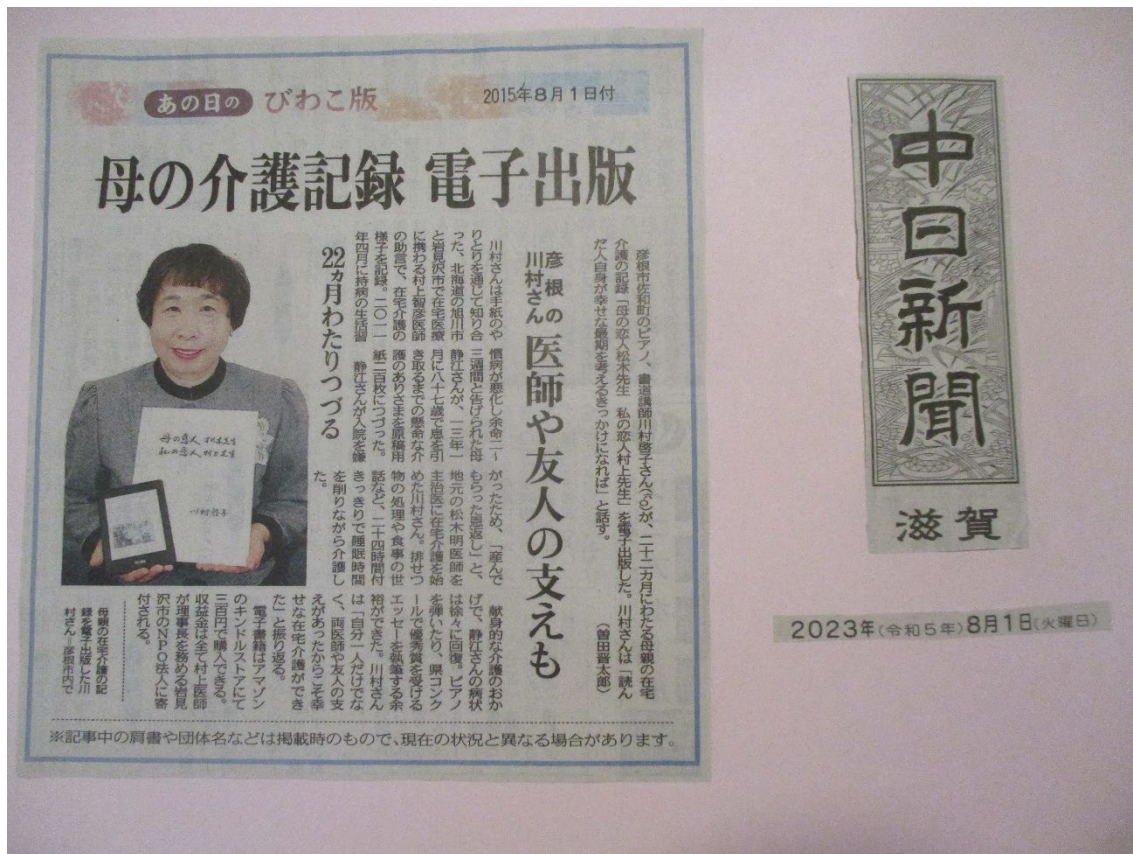 あの日の びわこ版
2015年8月1日付
母の介護記録 電子出版
彦根の
川村さん
医師や友人の支えも
22ヵ月わたりつづる
彦根市佐和町のピアノ、書道講師川村啓子さんが、二十二カ月にわたる母親の在宅
介護の記録「母の恋人松木先生 私の恋人村上先生」を電子出版した。川村さんは「読ん
だ人自身が幸せな最期を考えるきっかけになれば」と話す。 (曽田晋太郎)
川村さんは手紙のや
りとりを通じて知り合
った、北海道の旭川市
と岩見沢市で在宅医療
に携わる村上智彦医師
の助言で、在宅介護の
様子を記録。二〇一一
年四月に持病の生活習
慣病が悪化し余命二~
三週間と告げられた母
静江さんが、一三年一
月に八十七歳で息を引
き取るまでの懸命な介
護のありさまを原稿用
紙二百枚につづった。
静江さんが入院を嫌
がったため、「産んで
もらった恩返し」と、
地元の松木明医師を
主治医に在宅介護を始
めた川村さん。排せつ
物の処理や食事の世
話など、二十四時間付
きっきりで睡眠時間
を削りながら介護し
た。
献身的な介護のおか
げで、静江さんの病状
は徐々に回復。ピアノ
を弾いたり、県コンク
ールで優秀賞を受ける
エッセーを執筆する余
裕ができた。川村さん
は「自分一人だけでな
く、両医師や友人の支
えがあったからこそ幸
せな在宅介護ができ
た」と振り返る。
電子書籍はアマゾン
のキンドルストアにて
三百円で購入できる。
収益金は全て村上医師
が理事長を務める岩見
沢市のNPO法人に寄
付される。
母の恋人 松木先生
私の恋人 村上先生
川村啓子
母親の在宅介護の記
録を電子出版した川
村さん=彦根市内で
※記事中の肩書や団体名などは掲載時のもので、現在の状況と異なる場合があります。
中日新聞
滋賀
2023年(令和5年)8月1日(火曜日)